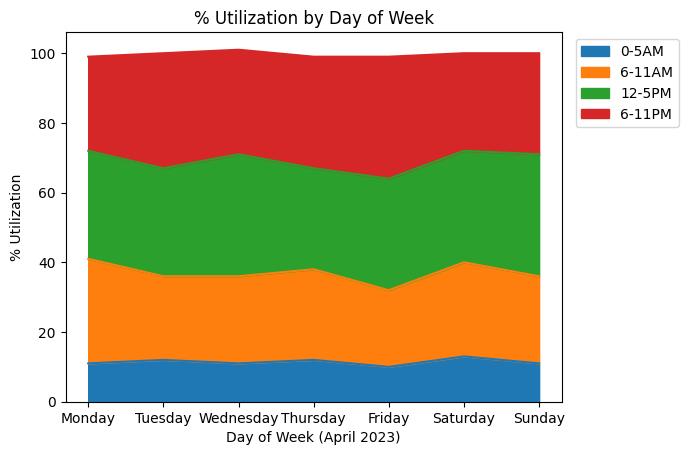 % Utilization by Day of Week
100
80
60
40
20
0
% Utilization
Monday Tuesday Wednesday Thursday Friday Saturday Sunday
Day of Week (April 2023)
0-5AM
6-11AM
12-5PM
6-11PM